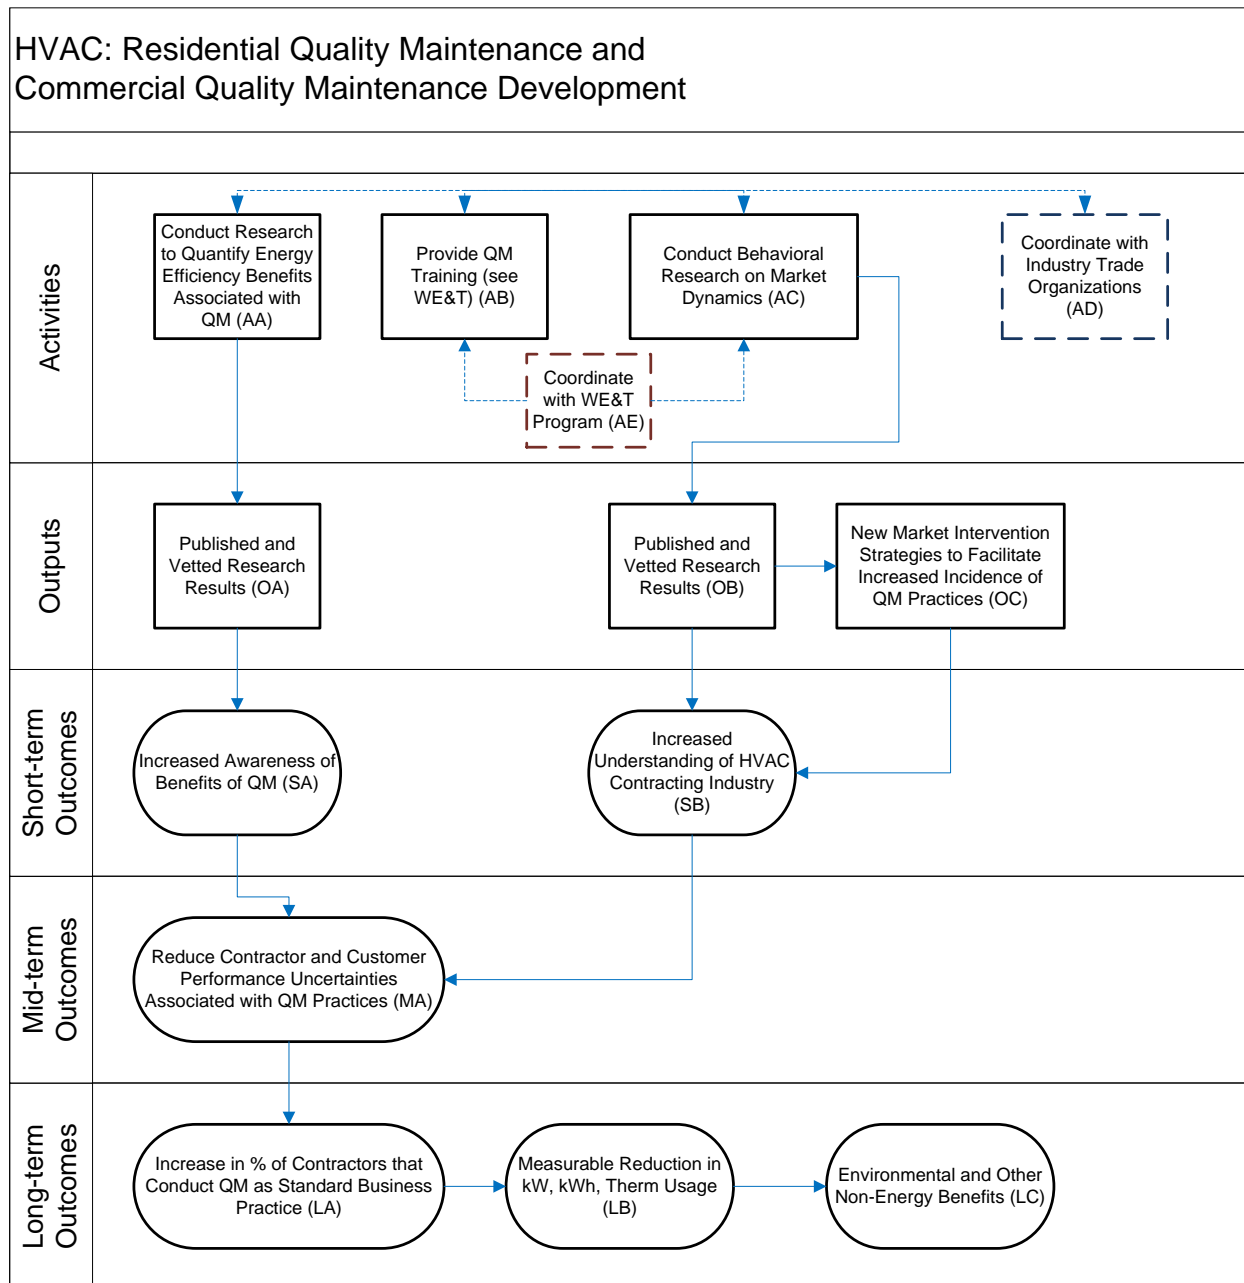 HVAC: Residential Quality Maintenance and
Commercial Quality Maintenance Development
Activities
Conduct Research
to Quantify Energy
Efficiency Benefits
Associated with
QM (AA)
Provide QM
Training (see
WE&T) (AB)
Conduct Behavioral
Research on Market
Dynamics (AC)
Coordinate with
Industry Trade
Organizations
(AD)
Coordinate
with WE&T
Program (AE)
Outputs
Published and
Vetted Research
Results (OA)
Published and
Vetted Research
Results (OB)
New Market Intervention
Strategies to Facilitate
Increased Incidence of
QM Practices (OC)
Short-term
Outcomes
Increased Awareness of
Benefits of QM (SA)
Increased
Understanding of HVAC
Contracting Industry
(SB)
Mid-term
Outcomes
Reduce Contractor and Customer
Performance Uncertainties
Associated with QM Practices (MA)
Long-term
Outcomes
Increase in % of Contractors that
Conduct QM as Standard Business
Practice (LA)
Measurable Reduction in
kW, kWh, Therm Usage
(LB)
Environmental and Other
Non-Energy Benefits (LC)